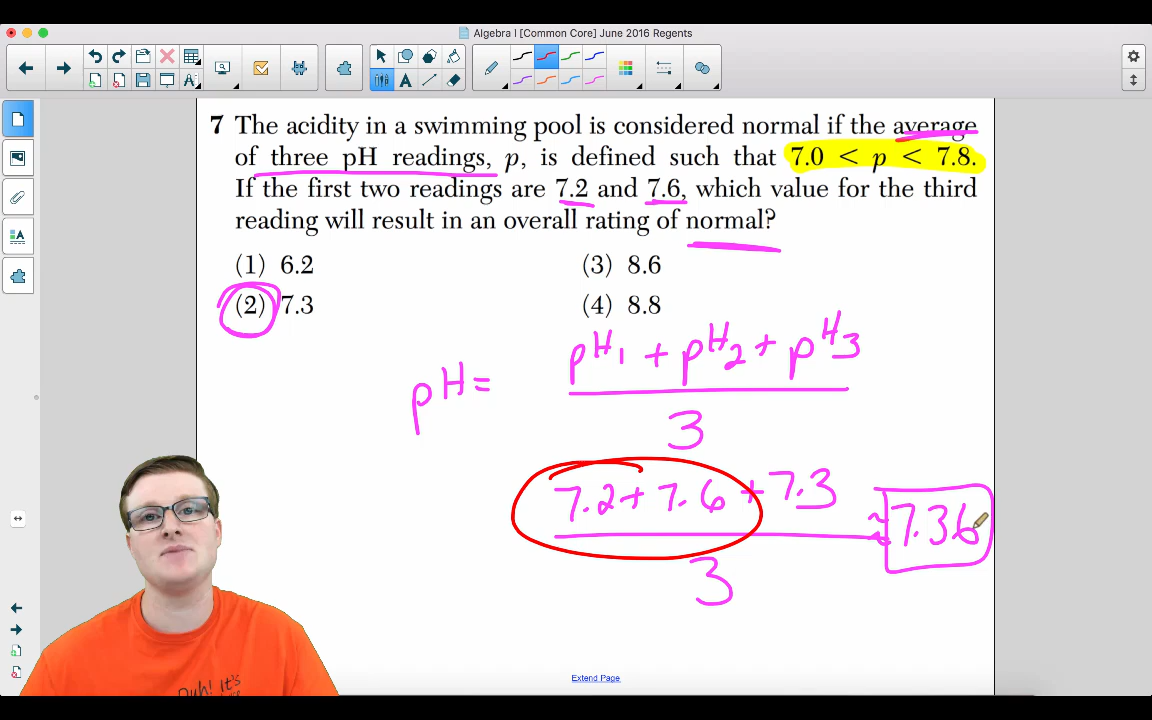 Algebra I [Common Core] June 2016 Regents
7 The acidity in a swimming pool is considered normal if the average
of three pH readings, p, is defined such that 7.0 < p < 7.8.
If the first two readings are 7.2 and 7.6, which value for the third
reading will result in an overall rating of normal?
(1) 6.2 (3) 8.6
(2) 7.3 (4) 8.8
pH= pH1 + pH2 + pH3
3
7.2+7.6+7.3 ≈ 7.36
3
Ouh! It's
Extend Page